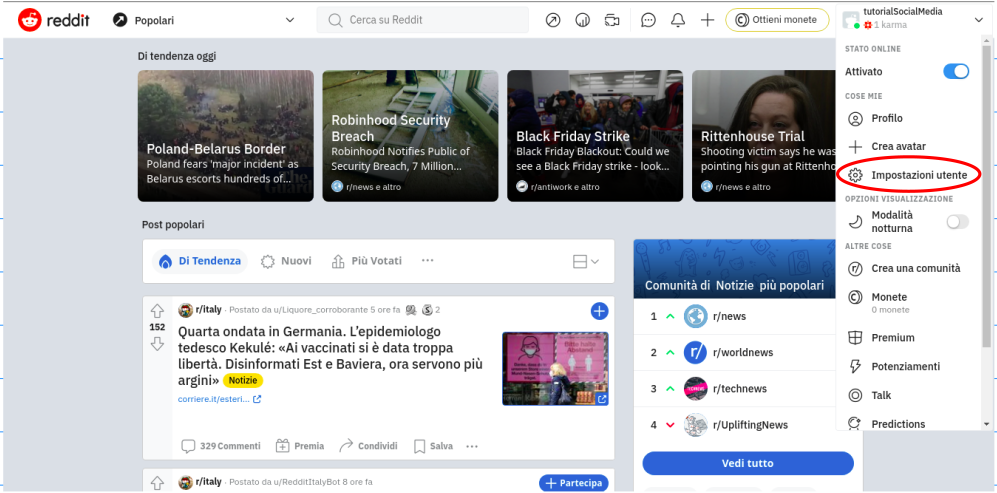 reddit
Popolari
Cerca su Reddit
Ottieni monete
tutorialSocialMedia
1 karma
Di tendenza oggi
Poland-Belarus Border
Poland fears 'major incident' as
Belarus escorts hundreds of...
Robinhood Security
Breach
Robinhood Notifies Public of
Security Breach, 7 Million...
r/news e altro
Black Friday Strike
Black Friday Blackout: Could we
see a Black Friday strike - look...
r/antiwork e altro
Rittenhouse Trial
Shooting victim says he was
pointing his gun at Rittenho
r/news e altro
STATO ONLINE
Attivato
COSE MIE
Profilo
Crea avatar
Impostazioni utente
OPZIONI VISUALIZZAZIONE
Modalità
notturna
ALTRE COSE
Crea una comunità
Monete
0 monete
Premium
Potenziamenti
Talk
Predictions
Post popolari
Di Tendenza
Nuovi
Più Votati
...
152
r/italy · Postato da u/Liquore_corroborante 5 ore fa
2
Quarta ondata in Germania. L'epidemiologo
tedesco Kekulé: «Ai vaccinati si è data troppa
libertà. Disinformati Est e Baviera, ora servono più
argini» Notizie
corriere.it/esteri...
329 Commenti
Premia
Condividi
Salva
...
r/italy · Postato da u/RedditItalyBot 8 ore fa
Partecipa
Comunità di Notizie più popolari
1 r/news
2 r/worldnews
3 r/technews
4 r/UpliftingNews
Vedi tutto